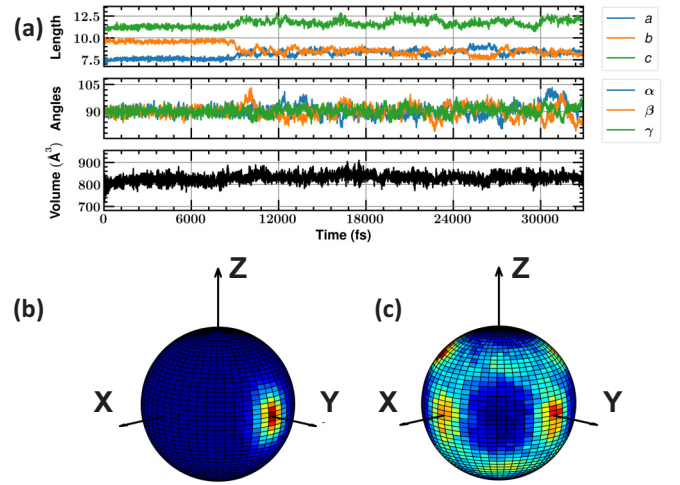 (a)
Length
12.5
10.0
7.5
a
b
c
Angles
105
90
α
β
γ
Volume (Å³)
900
800
700
0 6000 12000 18000 24000 30000
Time (fs)
(b)
Z
X
Y
(c)
Z
X
Y